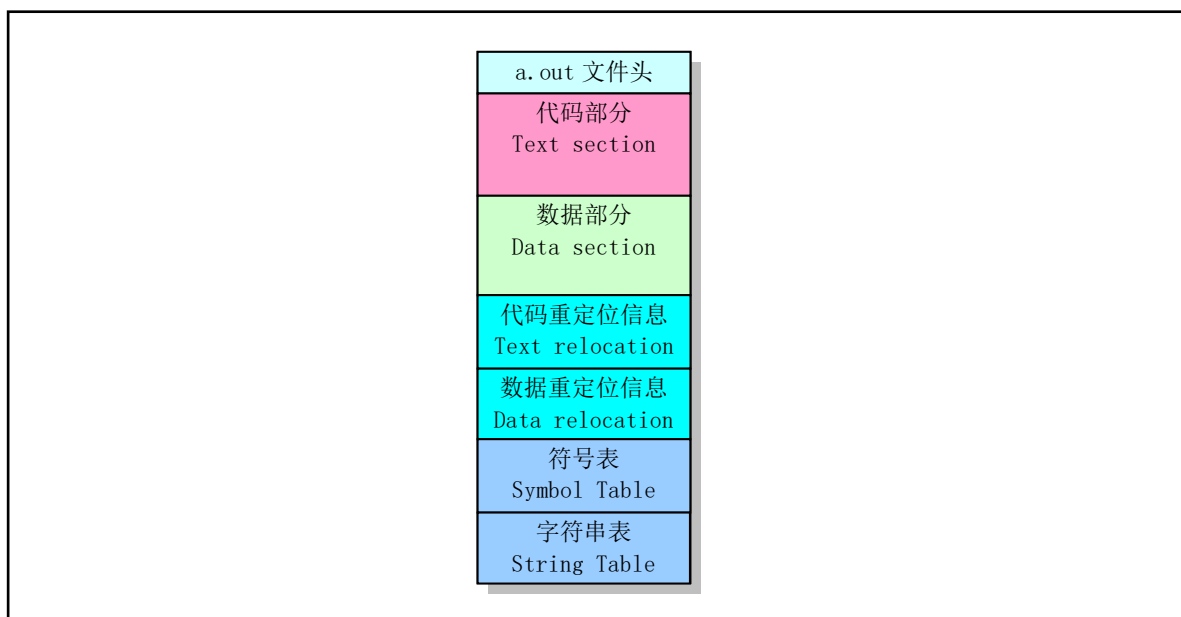 a.out 文件头
代码部分
Text section
数据部分
Data section
代码重定位信息
Text relocation
数据重定位信息
Data relocation
符号表
Symbol Table
字符串表
String Table